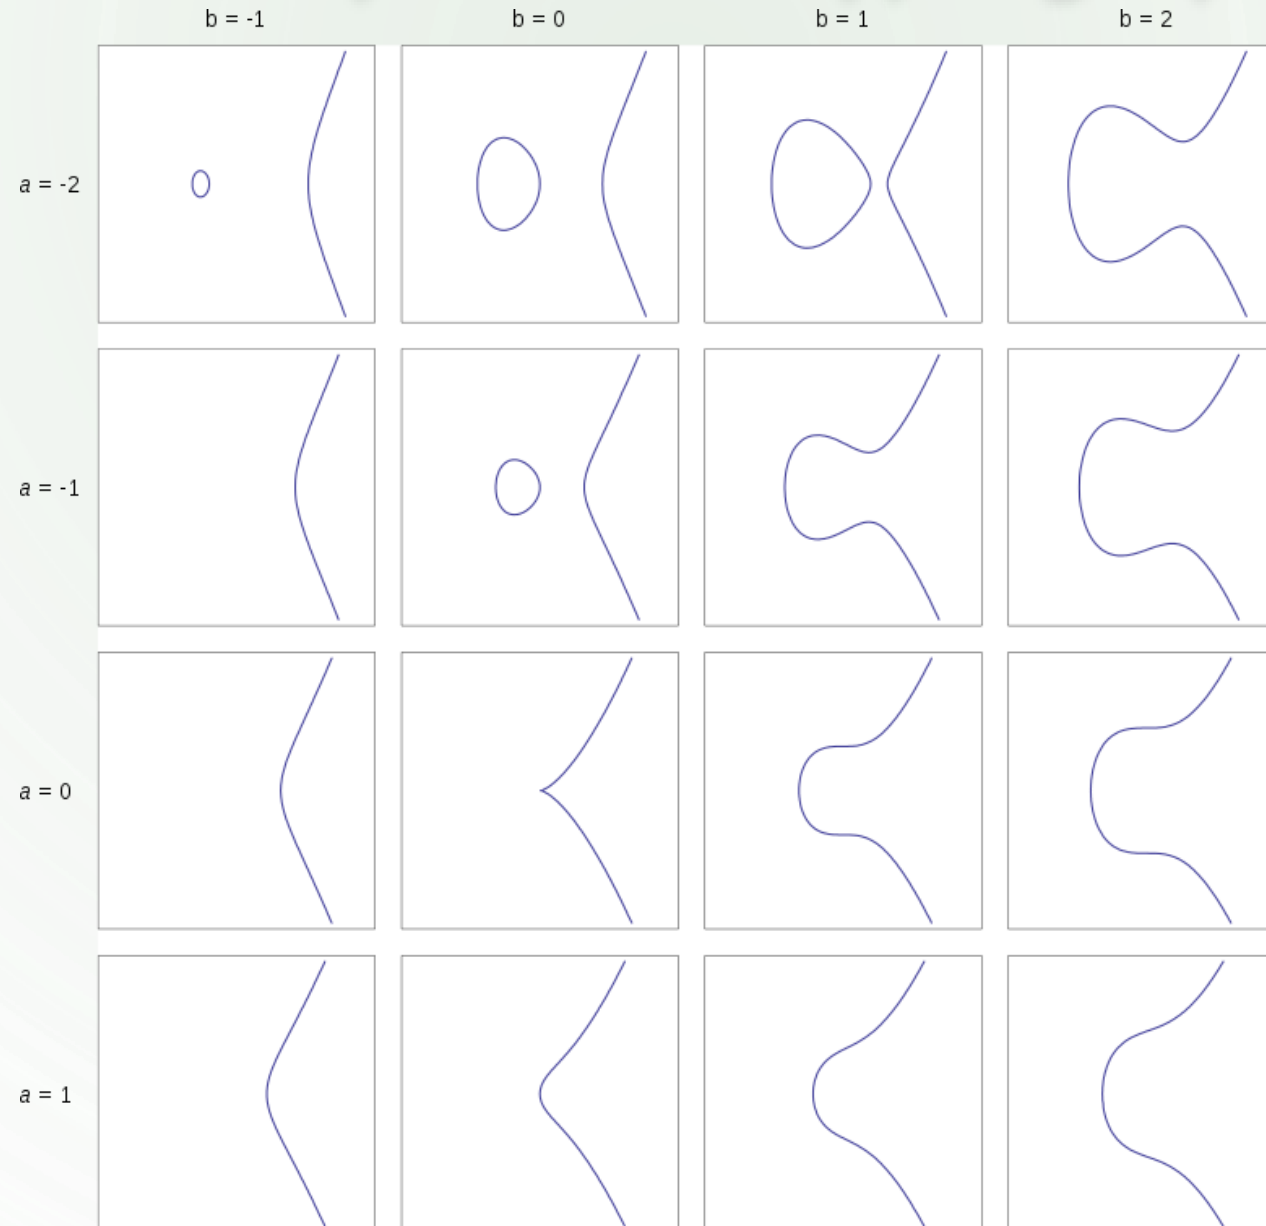 b = -1 b = 0 b = 1 b = 2
a = -2
a = -1
a = 0
a = 1